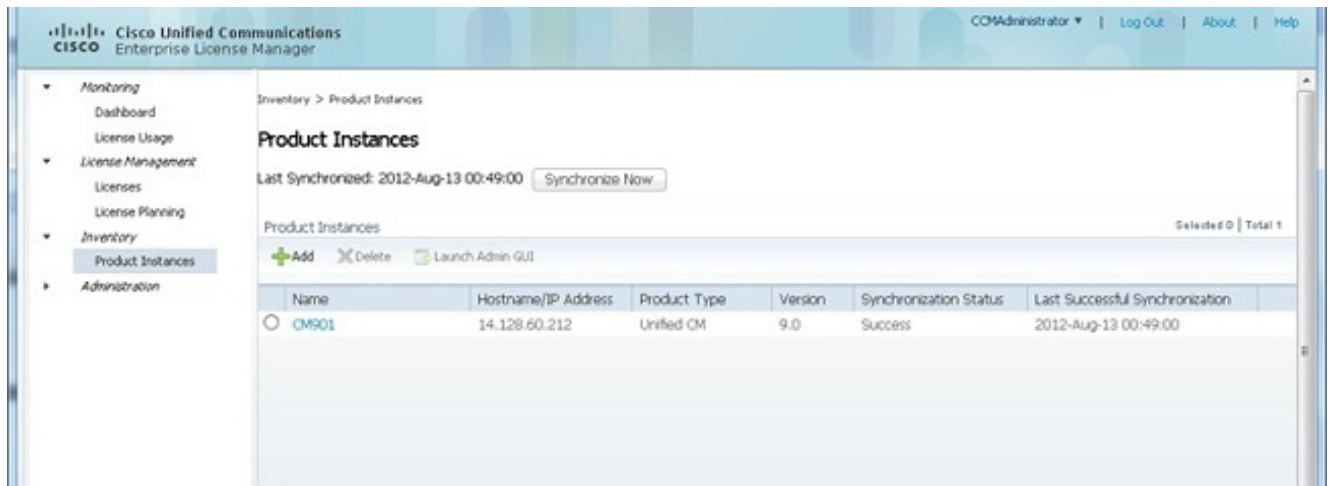 CISCO Cisco Unified Communications
Enterprise License Manager
CCMAdministrator | Log Out | About | Help
Monitoring
Dashboard
License Usage
License Management
Licenses
License Planning
Inventory
Product Instances
Administration
Inventory > Product Instances
Product Instances
Last Synchronized: 2012-Aug-13 00:49:00 Synchronize Now
Product Instances Selected 0 | Total 1
Add Delete Launch Admin GUI
Name Hostname/IP Address Product Type Version Synchronization Status Last Successful Synchronization
CM901 14.128.60.212 Unified CM 9.0 Success 2012-Aug-13 00:49:00